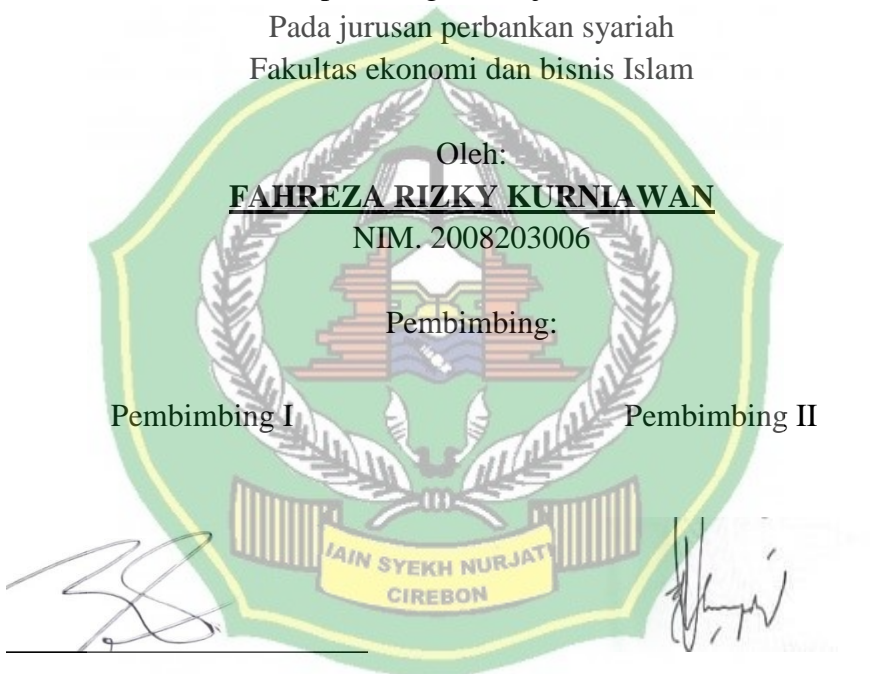 Pada jurusan perbankan syariah
Fakultas ekonomi dan bisnis Islam
Oleh:
FAHREZA RIZKY KURNIAWAN
NIM. 2008203006
Pembimbing:
Pembimbing I
Pembimbing II
IAIN SYEKH NURJATI
CIREBON